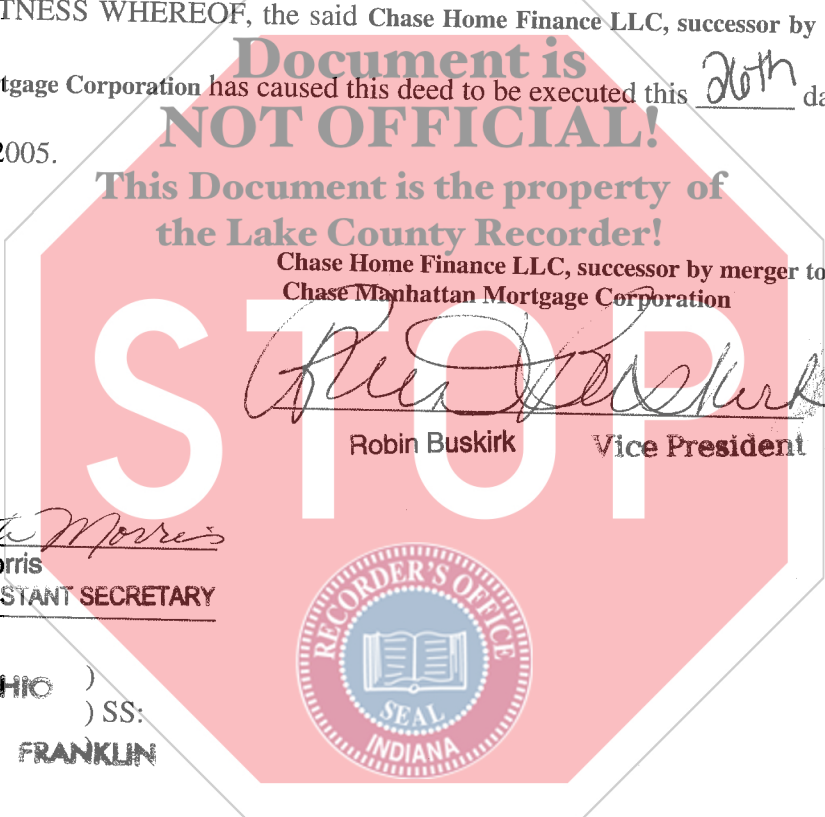 TNESS WHEREOF, the said Chase Home Finance LLC, successor by
Document is
tgage Corporation has caused this deed to be executed this 26th da
NOT OFFICIAL!
2005.
This Document is the property of
the Lake County Recorder!
Chase Home Finance LLC, successor by merger to
Chase Manhattan Mortgage Corporation
STOP
Robin Buskirk Vice President
Morris
orris
STANT SECRETARY
RECORDER'S OFFICE
HIO )
) SS:
SEAL
FRANKLIN
INDIANA